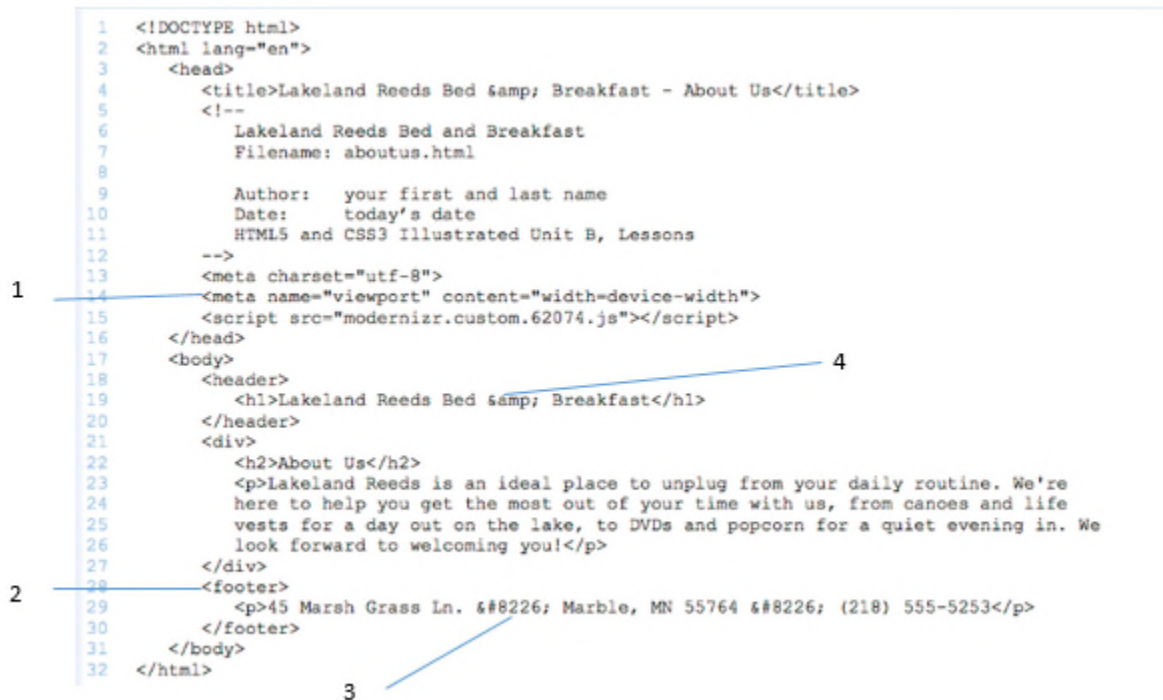 1 <!DOCTYPE html>
2 <html lang="en">
3 <head>
4 <title>Lakeland Reeds Bed &amp; Breakfast - About Us</title>
5 <!--
6 Lakeland Reeds Bed and Breakfast
7 Filename: aboutus.html
8
9 Author: your first and last name
10 Date: today's date
11 HTML5 and CSS3 Illustrated Unit B, Lessons
12 -->
13 <meta charset="utf-8">
1
14 <meta name="viewport" content="width=device-width">
15 <script src="modernizr.custom.62074.js"></script>
16 </head>
17 <body>
4
18 <header>
19 <h1>Lakeland Reeds Bed &amp; Breakfast</h1>
20 </header>
21 <div>
22 <h2>About Us</h2>
23 <p>Lakeland Reeds is an ideal place to unplug from your daily routine. We're
24 here to help you get the most out of your time with us, from canoes and life
25 vests for a day out on the lake, to DVDs and popcorn for a quiet evening in. We
26 look forward to welcoming you!</p>
27 </div>
2
28 <footer>
29 <p>45 Marsh Grass Ln. &#8226; Marble, MN 55764 &#8226; (218) 555-5253</p>
30 </footer>
31 </body>
32 </html>
3